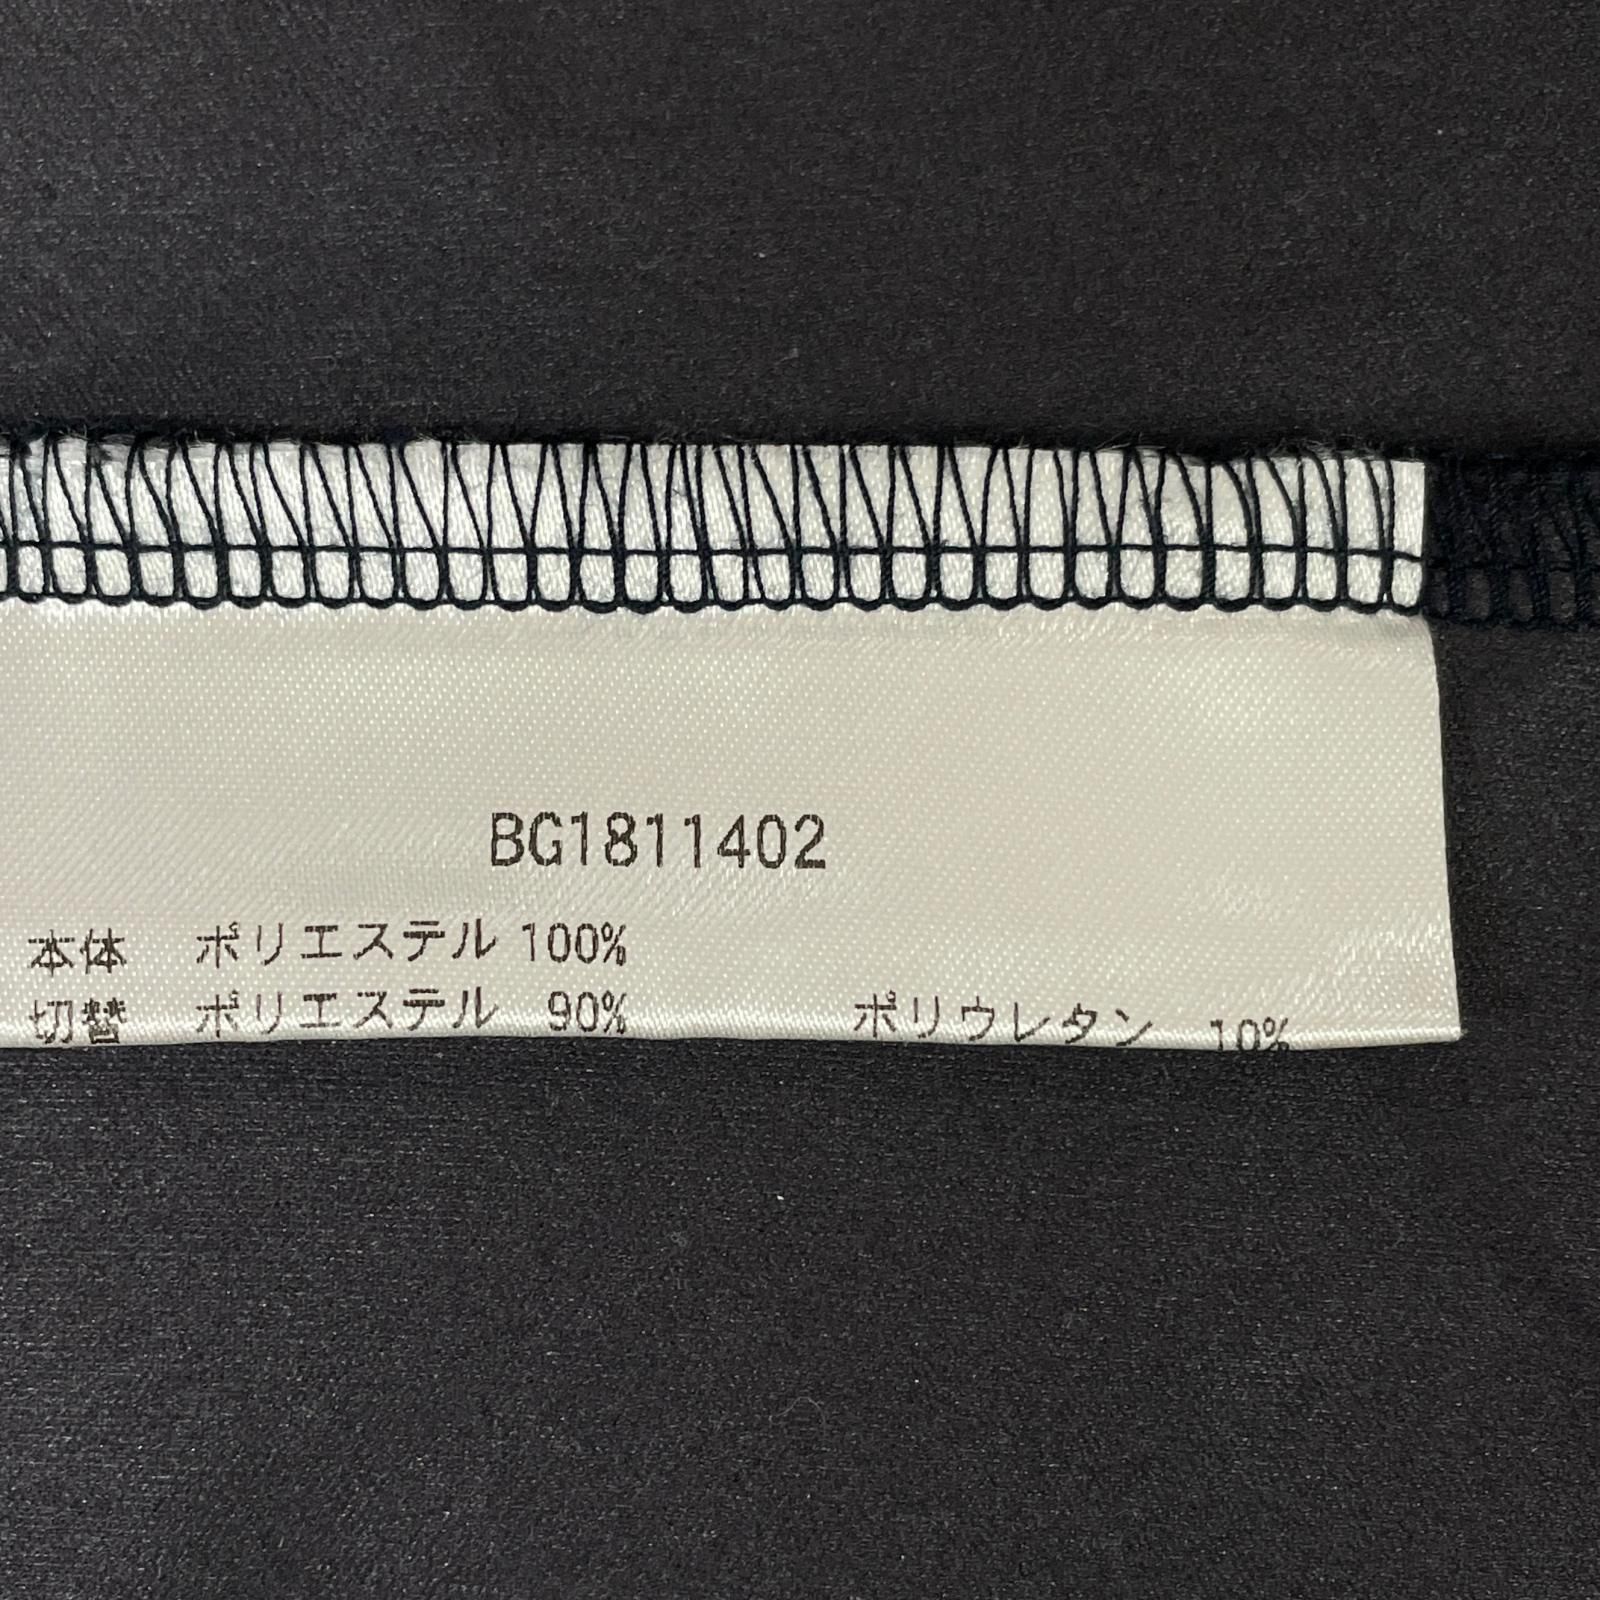 BG1811402
本体 ポリエステル 100%
切替 ポリエステル 90% ポリウレタン 10%